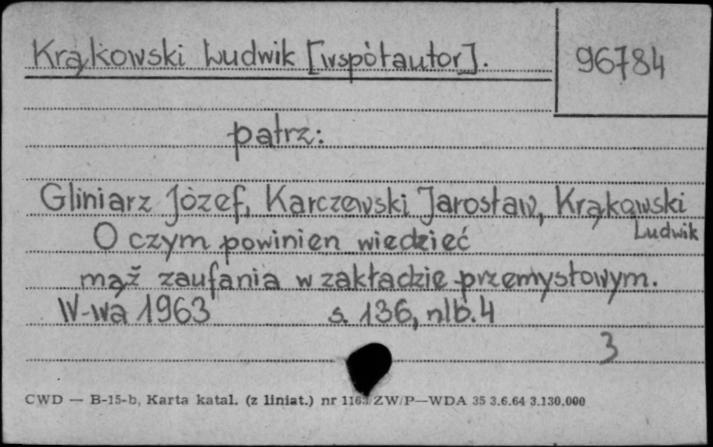 Krąkowski Ludwik [współautor].
96784
patrz:
Gliniarz Józef, Karczewski Jarosław, Krąkowski
Ludwik
O czym powinien wiedzieć
mąż zaufania w zakładzie przemysłowym.
W-wa 1963 s. 136, nlb. 4
3
CWD — B-15-b, Karta katal. (z liniat.) nr 1163 ZW/P—WDA 35 3.6.64 3.130.000